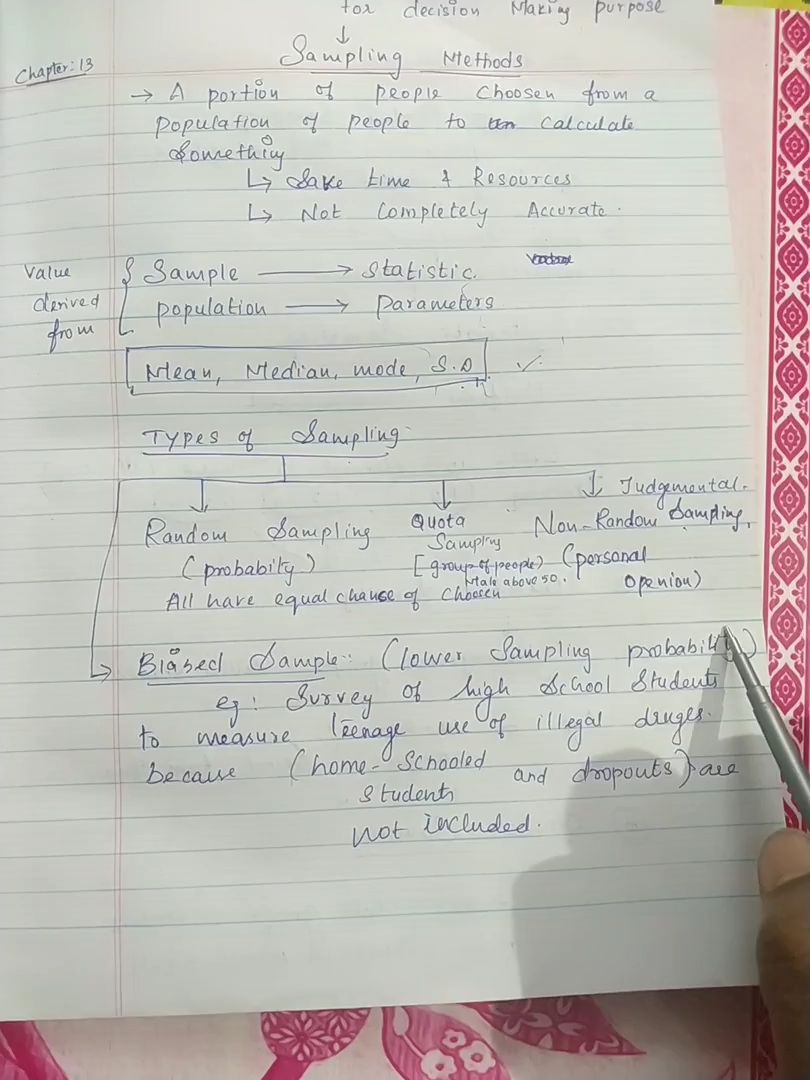 for decision Making purpose
↓
Chapter: 13
Sampling Methods
→ A portion of people choosen from a
population of people to calculate
Something
↳ Save time & Resources
↳ Not Completely Accurate.
Value derived from
{ Sample → Statistic.
population → parameters
Mean, Median, mode, S.D ✓
Types of Sampling
Random Sampling
(probabity)
All have equal chance of Choosen
Quota
Sampling
[group of people)
Male above 50.
Judgemental.
Non-Random Sampling,
(personal
openion)
Biased Sample: (lower Sampling probability)
eg: Survey of high School Students
to measure Teenage use of illegal druges.
because (home-Schooled
Students
and dropouts) are
not included.